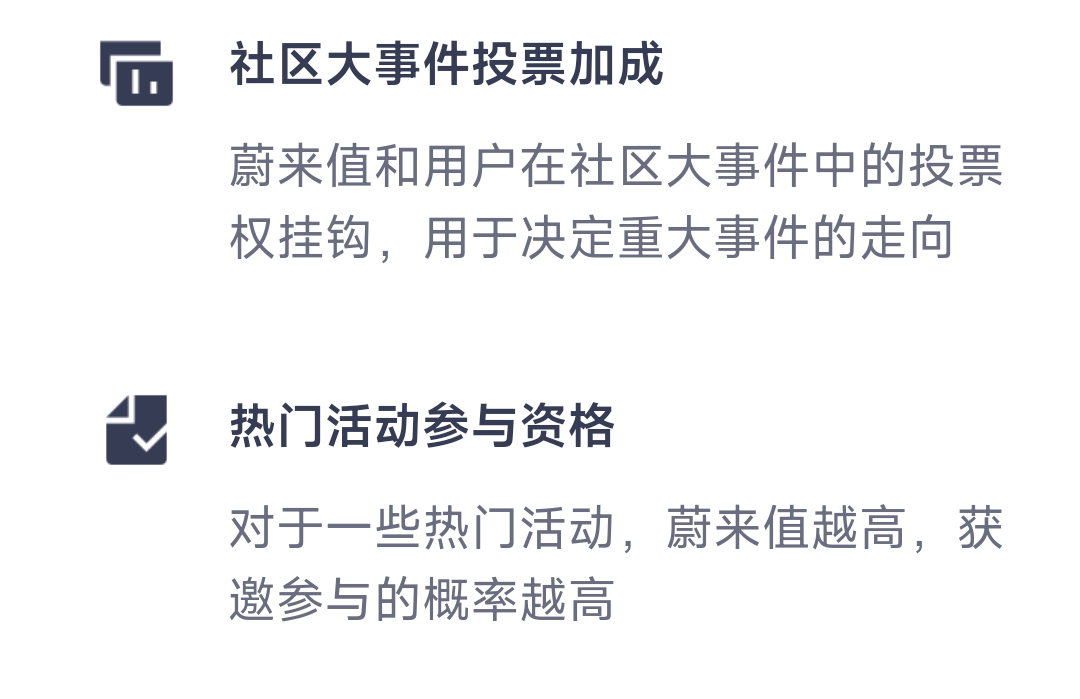 社区大事件投票加成
蔚来值和用户在社区大事件中的投票
权挂钩，用于决定重大事件的走向
热门活动参与资格
对于一些热门活动，蔚来值越高，获
邀参与的概率越高